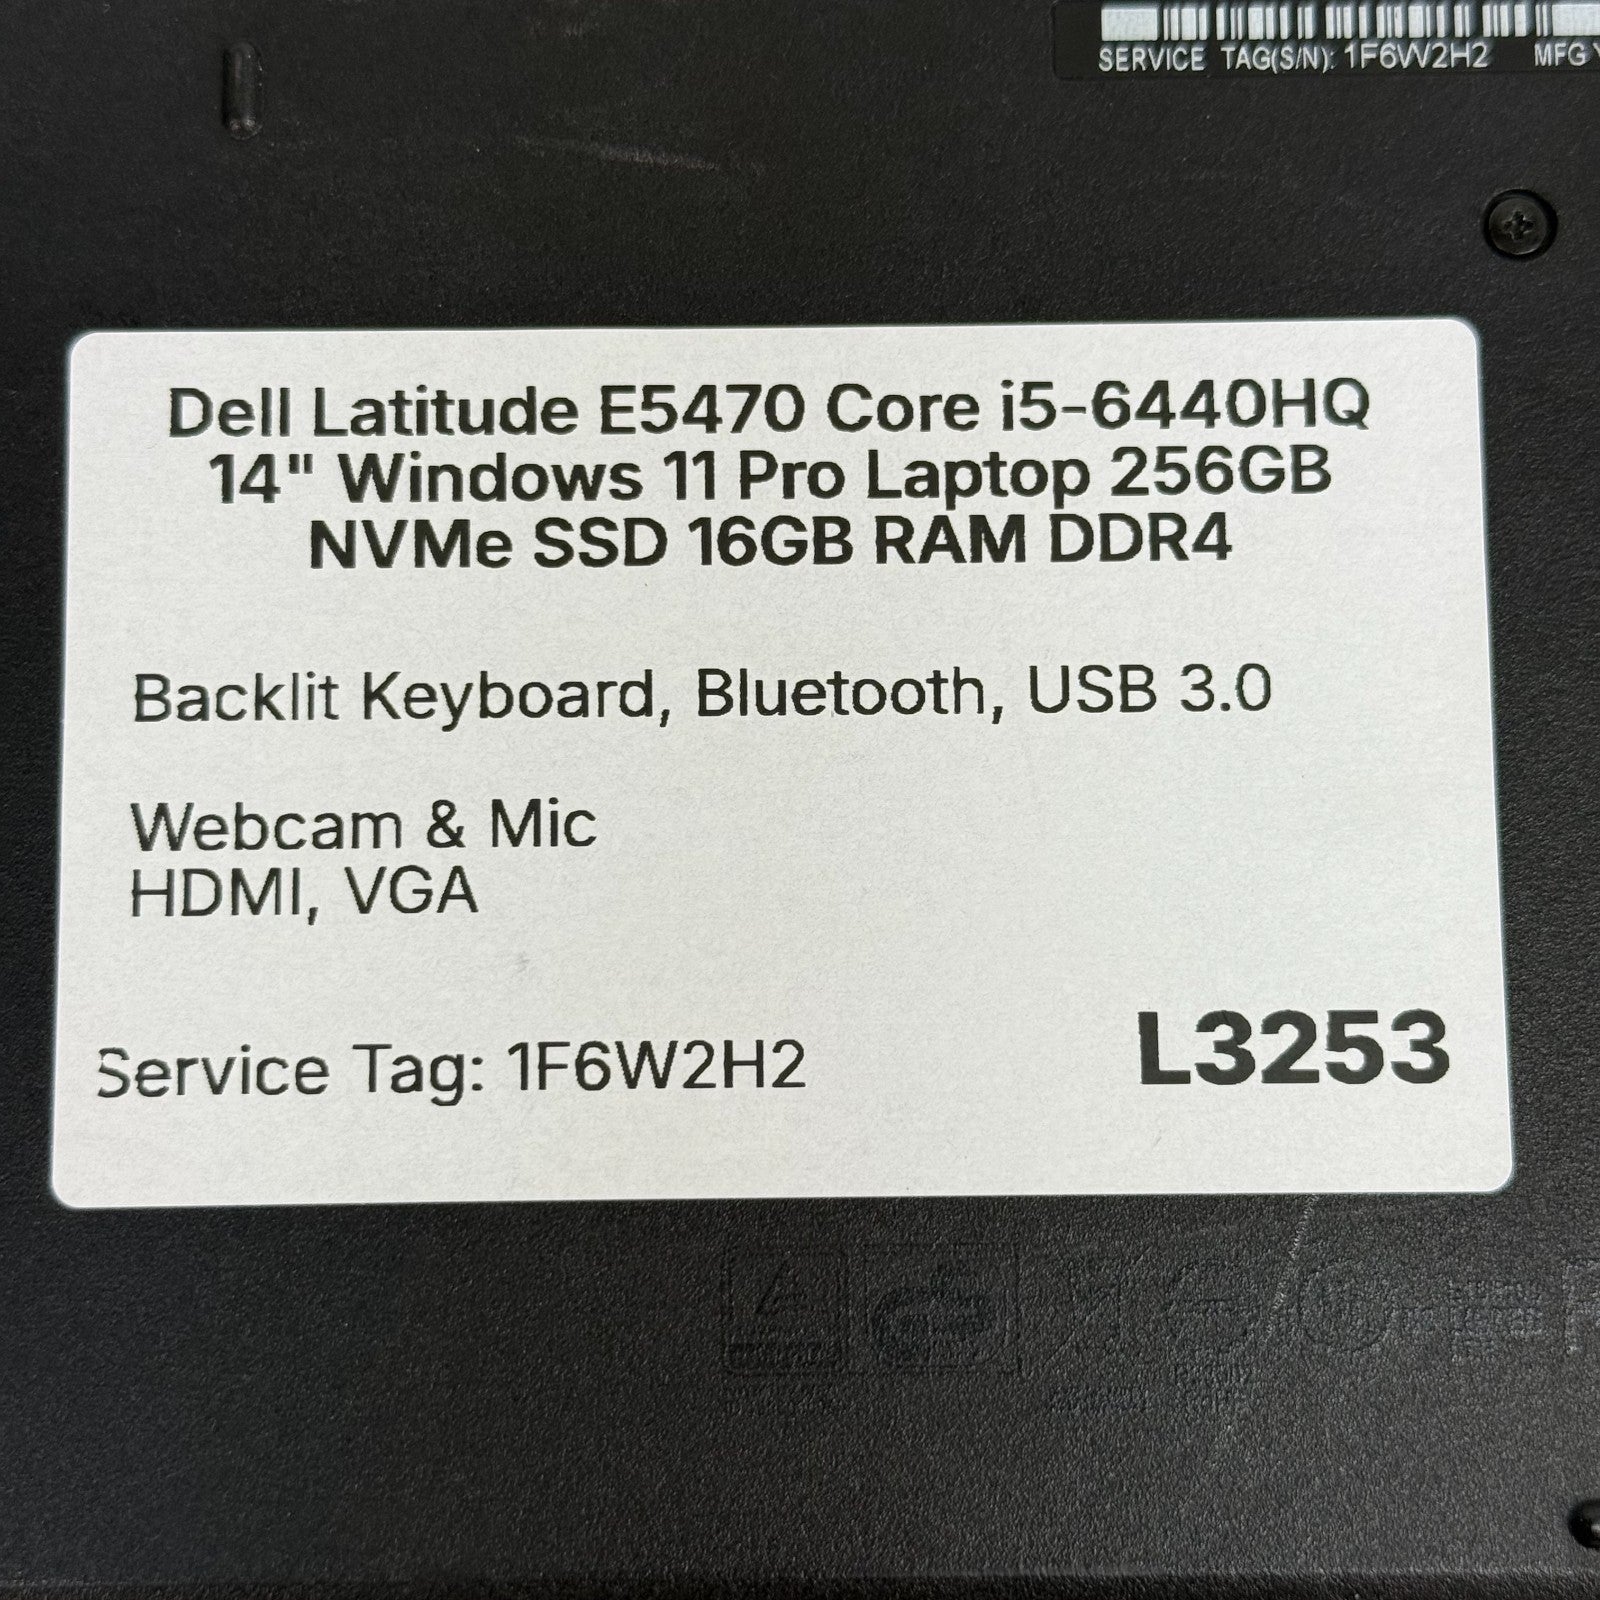 SERVICE TAG(S/N): 1F6W2H2 MFG
Dell Latitude E5470 Core i5-6440HQ
14" Windows 11 Pro Laptop 256GB
NVMe SSD 16GB RAM DDR4
Backlit Keyboard, Bluetooth, USB 3.0
Webcam & Mic
HDMI, VGA
Service Tag: 1F6W2H2
L3253